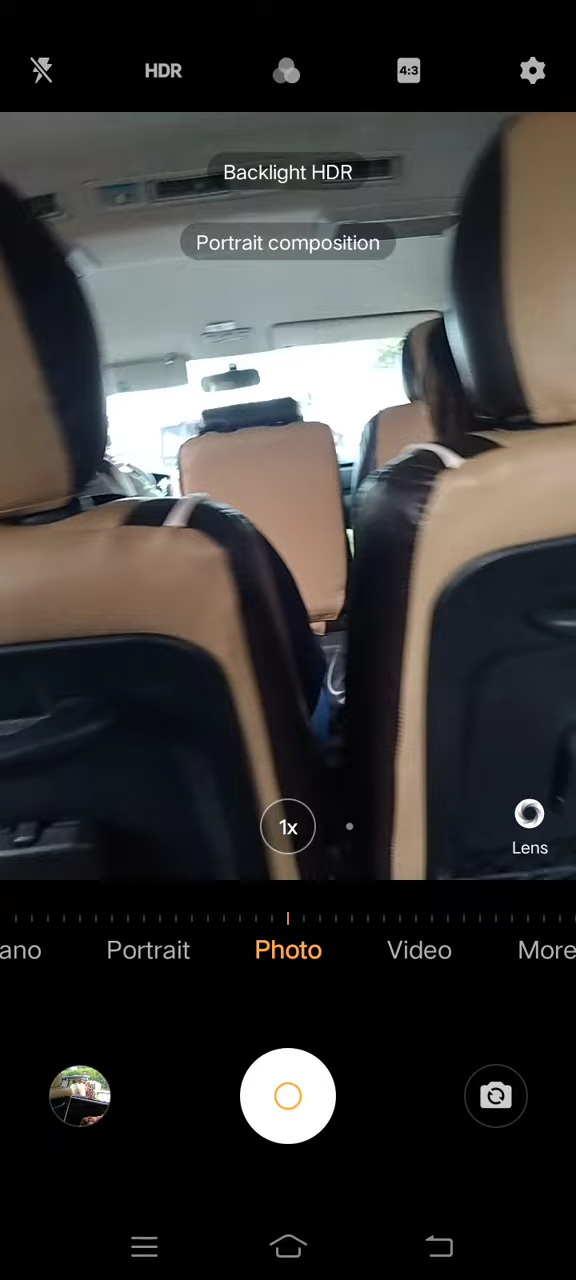 HDR
4:3
Backlight HDR
Portrait composition
1x
Lens
ano
Portrait
Photo
Video
More